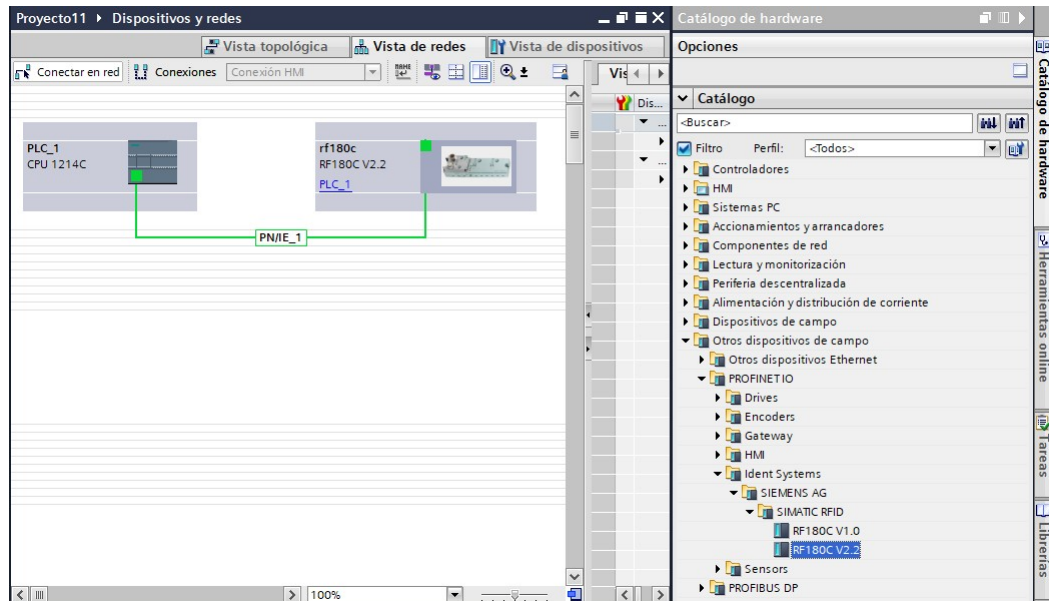 Proyecto11 ▸ Dispositivos y redes
Vista topológica
Vista de redes
Vista de dispositivos
Conectar en red
Conexiones
Conexión HMI
PLC_1
CPU 1214C
rf180c
RF180C V2.2
PLC_1
PN/IE_1
100%
Dis...
...
...
Catálogo de hardware
Opciones
Catálogo
<Buscar>
Filtro Perfil: <Todos>
Controladores
HMI
Sistemas PC
Accionamientos y arrancadores
Componentes de red
Lectura y monitorización
Periferia descentralizada
Alimentación y distribución de corriente
Dispositivos de campo
Otros dispositivos de campo
Otros dispositivos Ethernet
PROFINET IO
Drives
Encoders
Gateway
HMI
Ident Systems
SIEMENS AG
SIMATIC RFID
RF180C V1.0
RF180C V2.2
Sensors
PROFIBUS DP
Catálogo de hardware
Herramientas online
Tareas
Librerías